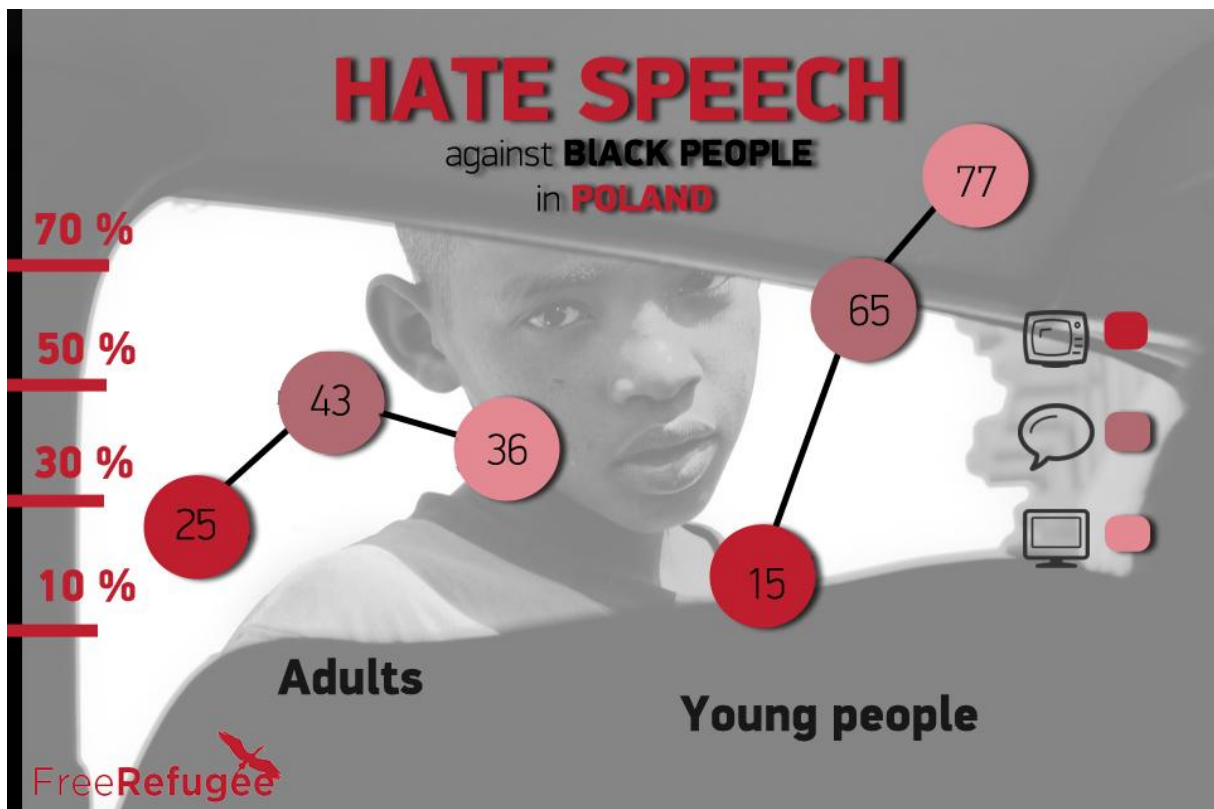 HATE SPEECH
against BlACK PEOPLE
in POLAND
77
70 %
65
50 %
43
36
30 %
25
10 %
15
Adults
Young people
FreeRefugee